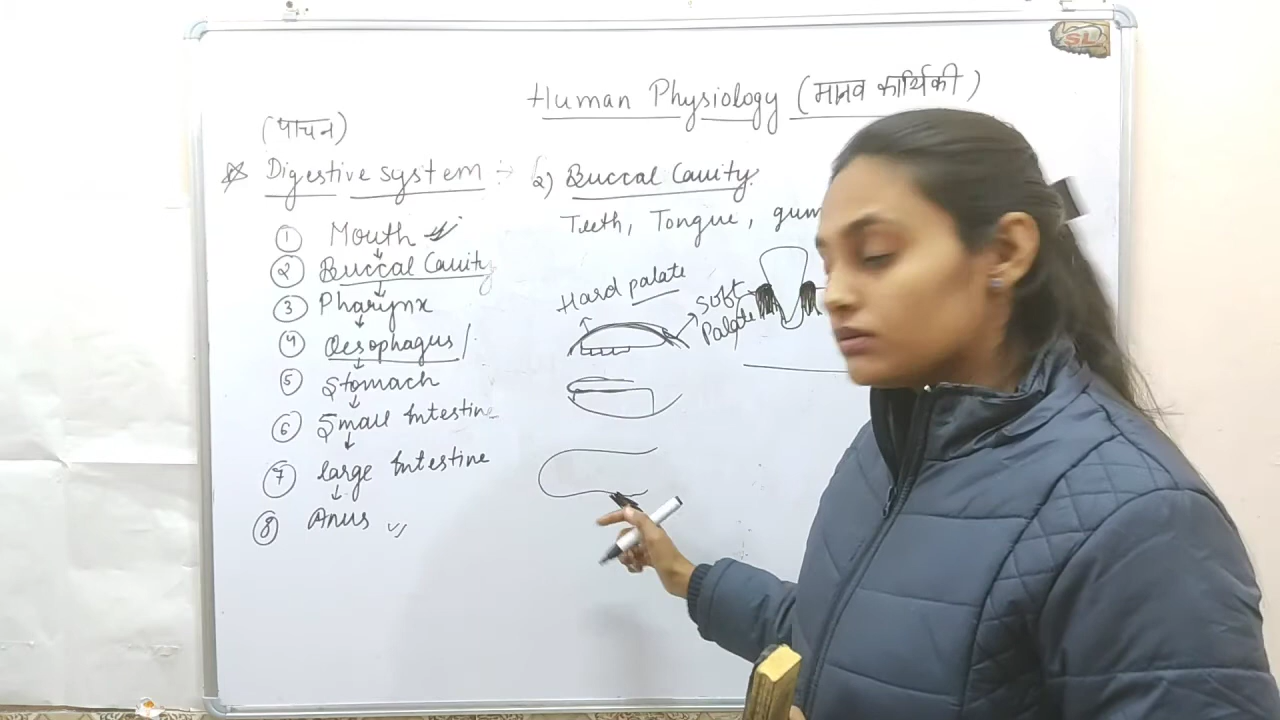 SL
Human Physiology (मानव कार्यिकी)
(पाचन)
Digestive system :-
① Mouth
② Buccal Cavity
③ Pharynx
④ Oesophagus
⑤ Stomach
⑥ Small Intestine
⑦ large Intestine
⑧ Anus
2) Buccal Cavity
Teeth, Tongue, gum
Hard palate
Soft
Palate